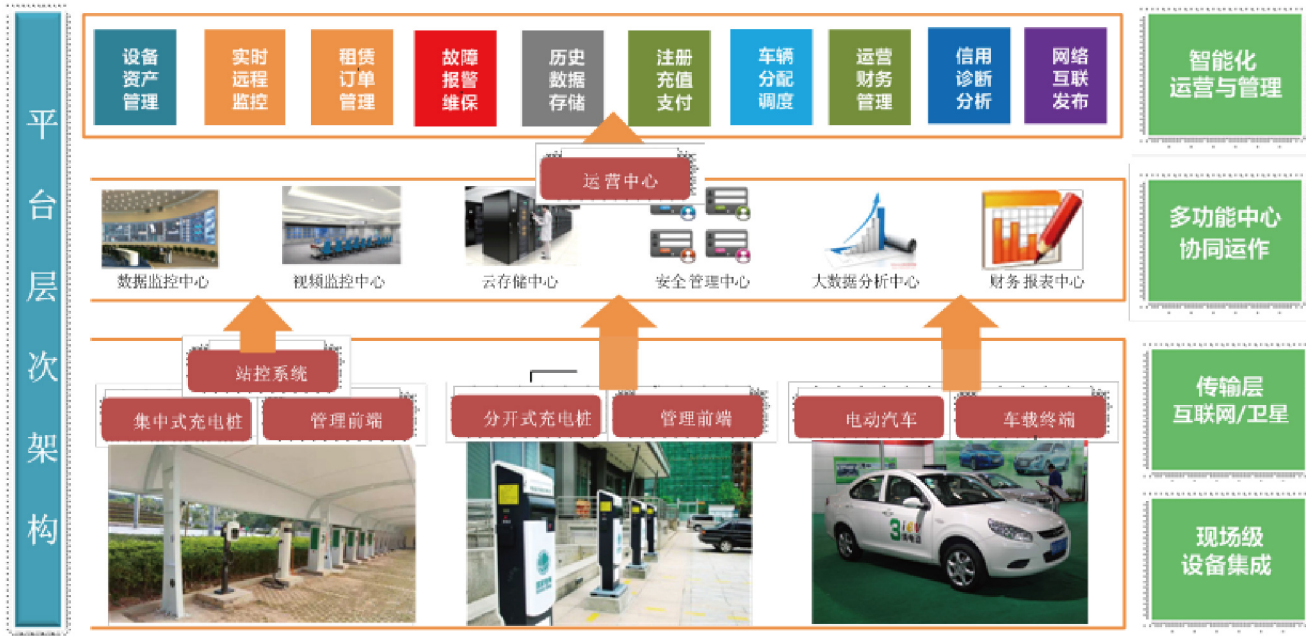 平台层次架构
设备
资产
管理
实时
远程
监控
租赁
订单
管理
故障
报警
维保
历史
数据
存储
注册
充值
支付
车辆
分配
调度
运营
财务
管理
信用
诊断
分析
网络
互联
发布
智能化
运营与管理
运营中心
数据监控中心
视频监控中心
云存储中心
安全管理中心
大数据分析中心
财务报表中心
多功能中心
协同运作
站控系统
集中式充电桩
管理前端
分开式充电桩
管理前端
电动汽车
车载终端
传输层
互联网/卫星
现场级
设备集成